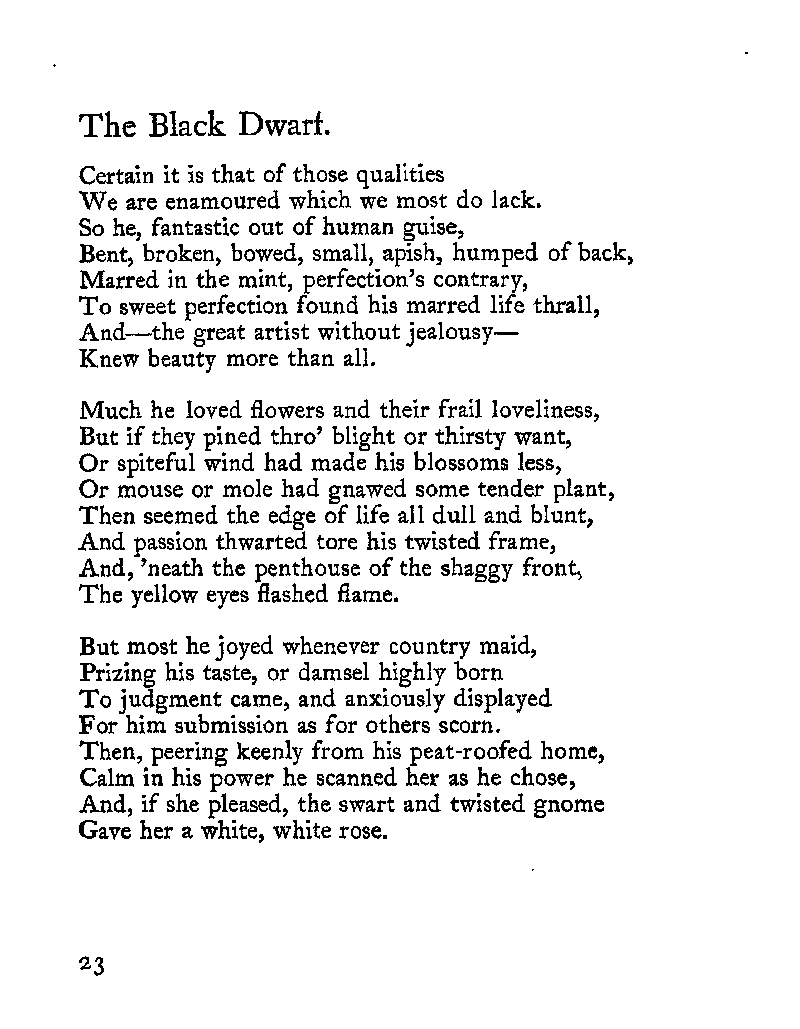 The Black Dwarf.
Certain it is that of those qualities
We are enamoured which we most do lack.
So he, fantastic out of human guise,
Bent, broken, bowed, small, apish, humped of back,
Marred in the mint, perfection's contrary,
To sweet perfection found his marred life thrall,
And—the great artist without jealousy—
Knew beauty more than all.
Much he loved flowers and their frail loveliness,
But if they pined thro' blight or thirsty want,
Or spiteful wind had made his blossoms less,
Or mouse or mole had gnawed some tender plant,
Then seemed the edge of life all dull and blunt,
And passion thwarted tore his twisted frame,
And, 'neath the penthouse of the shaggy front,
The yellow eyes flashed flame.
But most he joyed whenever country maid,
Prizing his taste, or damsel highly born
To judgment came, and anxiously displayed
For him submission as for others scorn.
Then, peering keenly from his peat-roofed home,
Calm in his power he scanned her as he chose,
And, if she pleased, the swart and twisted gnome
Gave her a white, white rose.
23